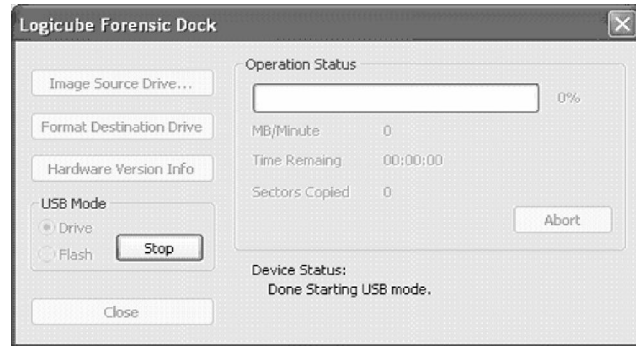 Logicube Forensic Dock
Image Source Drive...
Format Destination Drive
Hardware Version Info
USB Mode
Drive
Flash
Stop
Close
Operation Status
0%
MB/Minute 0
Time Remaing 00:00:00
Sectors Copied 0
Abort
Device Status:
Done Starting USB mode.